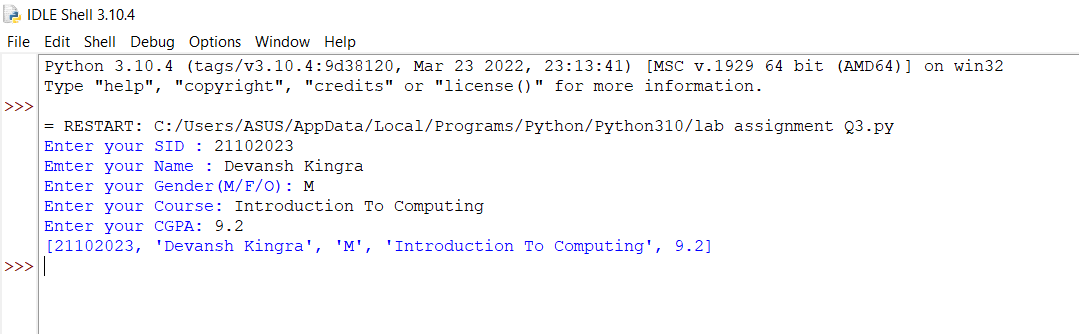 IDLE Shell 3.10.4
File Edit Shell Debug Options Window Help
Python 3.10.4 (tags/v3.10.4:9d38120, Mar 23 2022, 23:13:41) [MSC v.1929 64 bit (AMD64)] on win32
Type "help", "copyright", "credits" or "license()" for more information.
>>>
= RESTART: C:/Users/ASUS/AppData/Local/Programs/Python/Python310/lab assignment Q3.py
Enter your SID : 21102023
Emter your Name : Devansh Kingra
Enter your Gender(M/F/O): M
Enter your Course: Introduction To Computing
Enter your CGPA: 9.2
[21102023, 'Devansh Kingra', 'M', 'Introduction To Computing', 9.2]
>>>